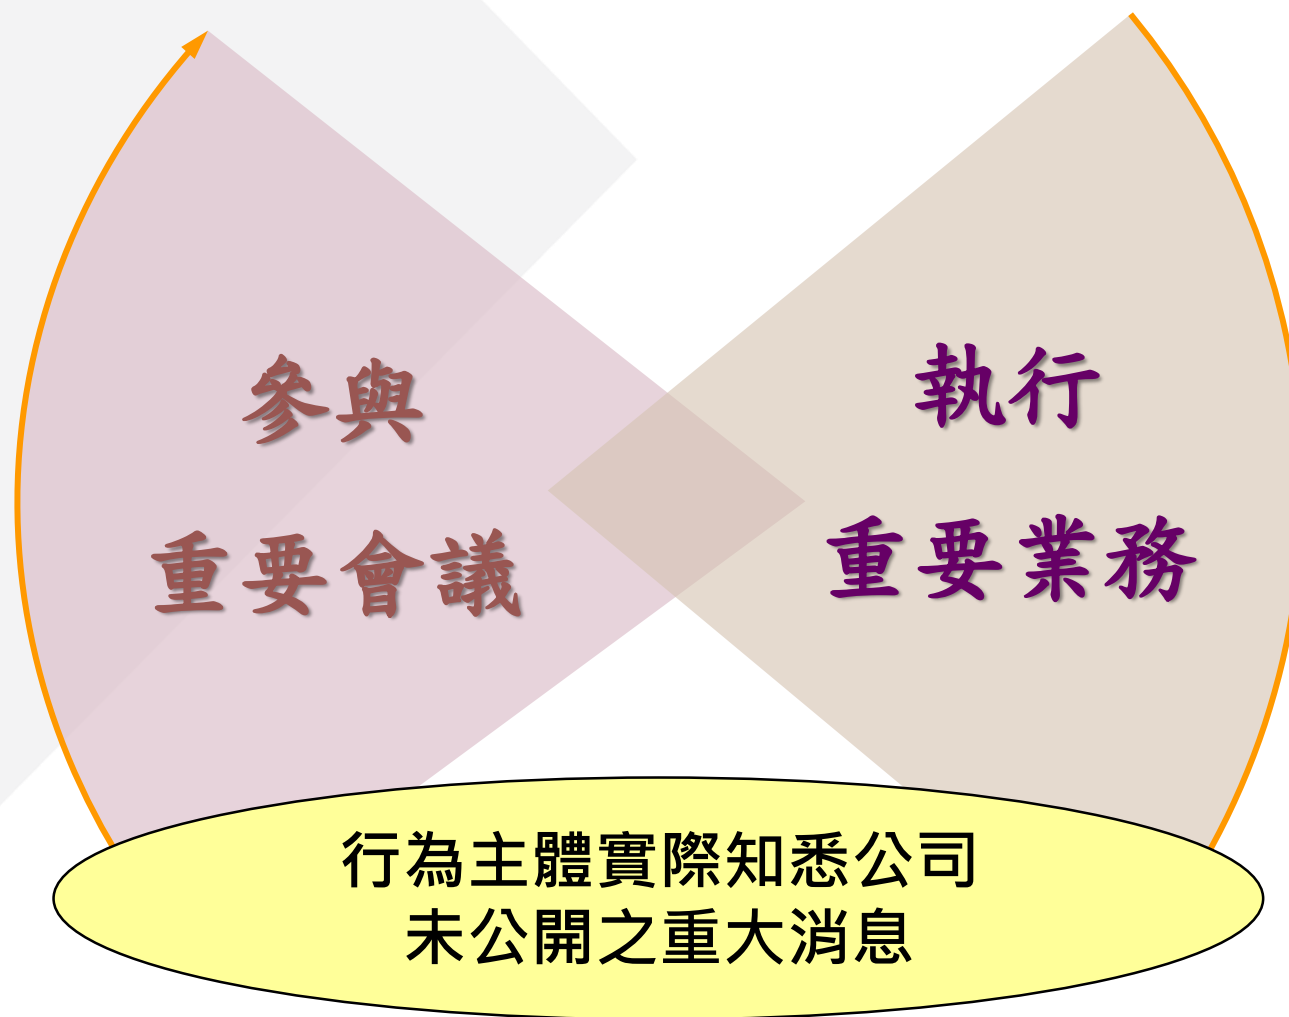 參與
重要會議
執行
重要業務
行為主體實際知悉公司
未公開之重大消息